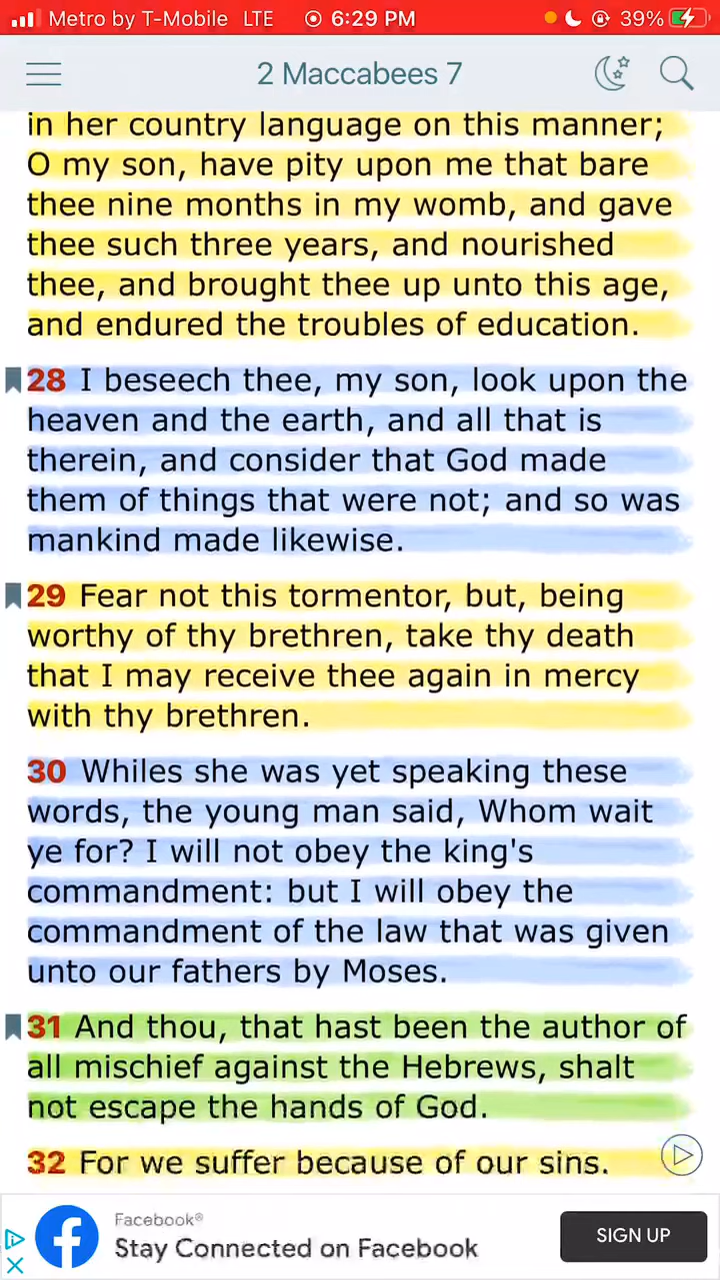 Metro by T-Mobile LTE 6:29 PM 39%
2 Maccabees 7
in her country language on this manner;
O my son, have pity upon me that bare
thee nine months in my womb, and gave
thee such three years, and nourished
thee, and brought thee up unto this age,
and endured the troubles of education.
28 I beseech thee, my son, look upon the
heaven and the earth, and all that is
therein, and consider that God made
them of things that were not; and so was
mankind made likewise.
29 Fear not this tormentor, but, being
worthy of thy brethren, take thy death
that I may receive thee again in mercy
with thy brethren.
30 Whiles she was yet speaking these
words, the young man said, Whom wait
ye for? I will not obey the king's
commandment: but I will obey the
commandment of the law that was given
unto our fathers by Moses.
31 And thou, that hast been the author of
all mischief against the Hebrews, shalt
not escape the hands of God.
32 For we suffer because of our sins.
Facebook®
Stay Connected on Facebook
SIGN UP